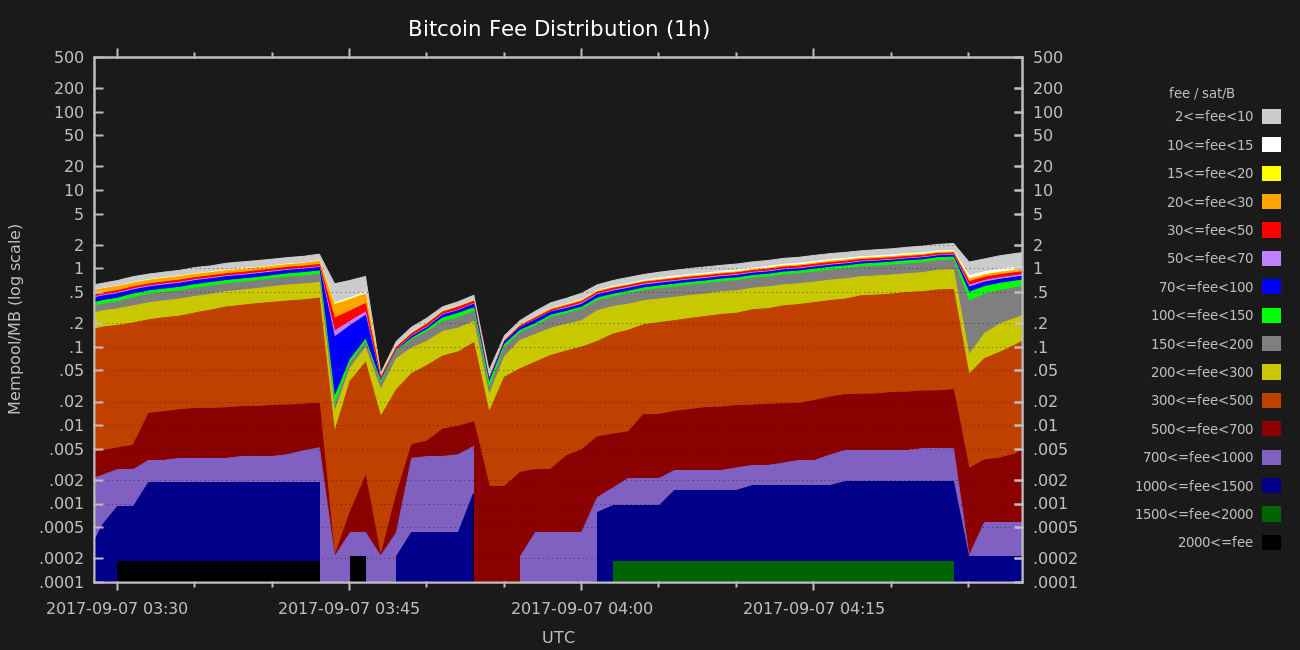 Bitcoin Fee Distribution (1h)
Mempool/MB (log scale)
500
200
100
50
20
10
5
2
1
.5
.2
.1
.05
.02
.01
.005
.002
.001
.0005
.0002
.0001
500
200
100
50
20
10
5
2
1
.5
.2
.1
.05
.02
.01
.005
.002
.001
.0005
.0002
.0001
fee / sat/B
2<=fee<10
10<=fee<15
15<=fee<20
20<=fee<30
30<=fee<50
50<=fee<70
70<=fee<100
100<=fee<150
150<=fee<200
200<=fee<300
300<=fee<500
500<=fee<700
700<=fee<1000
1000<=fee<1500
1500<=fee<2000
2000<=fee
2017-09-07 03:30 2017-09-07 03:45 2017-09-07 04:00 2017-09-07 04:15
UTC